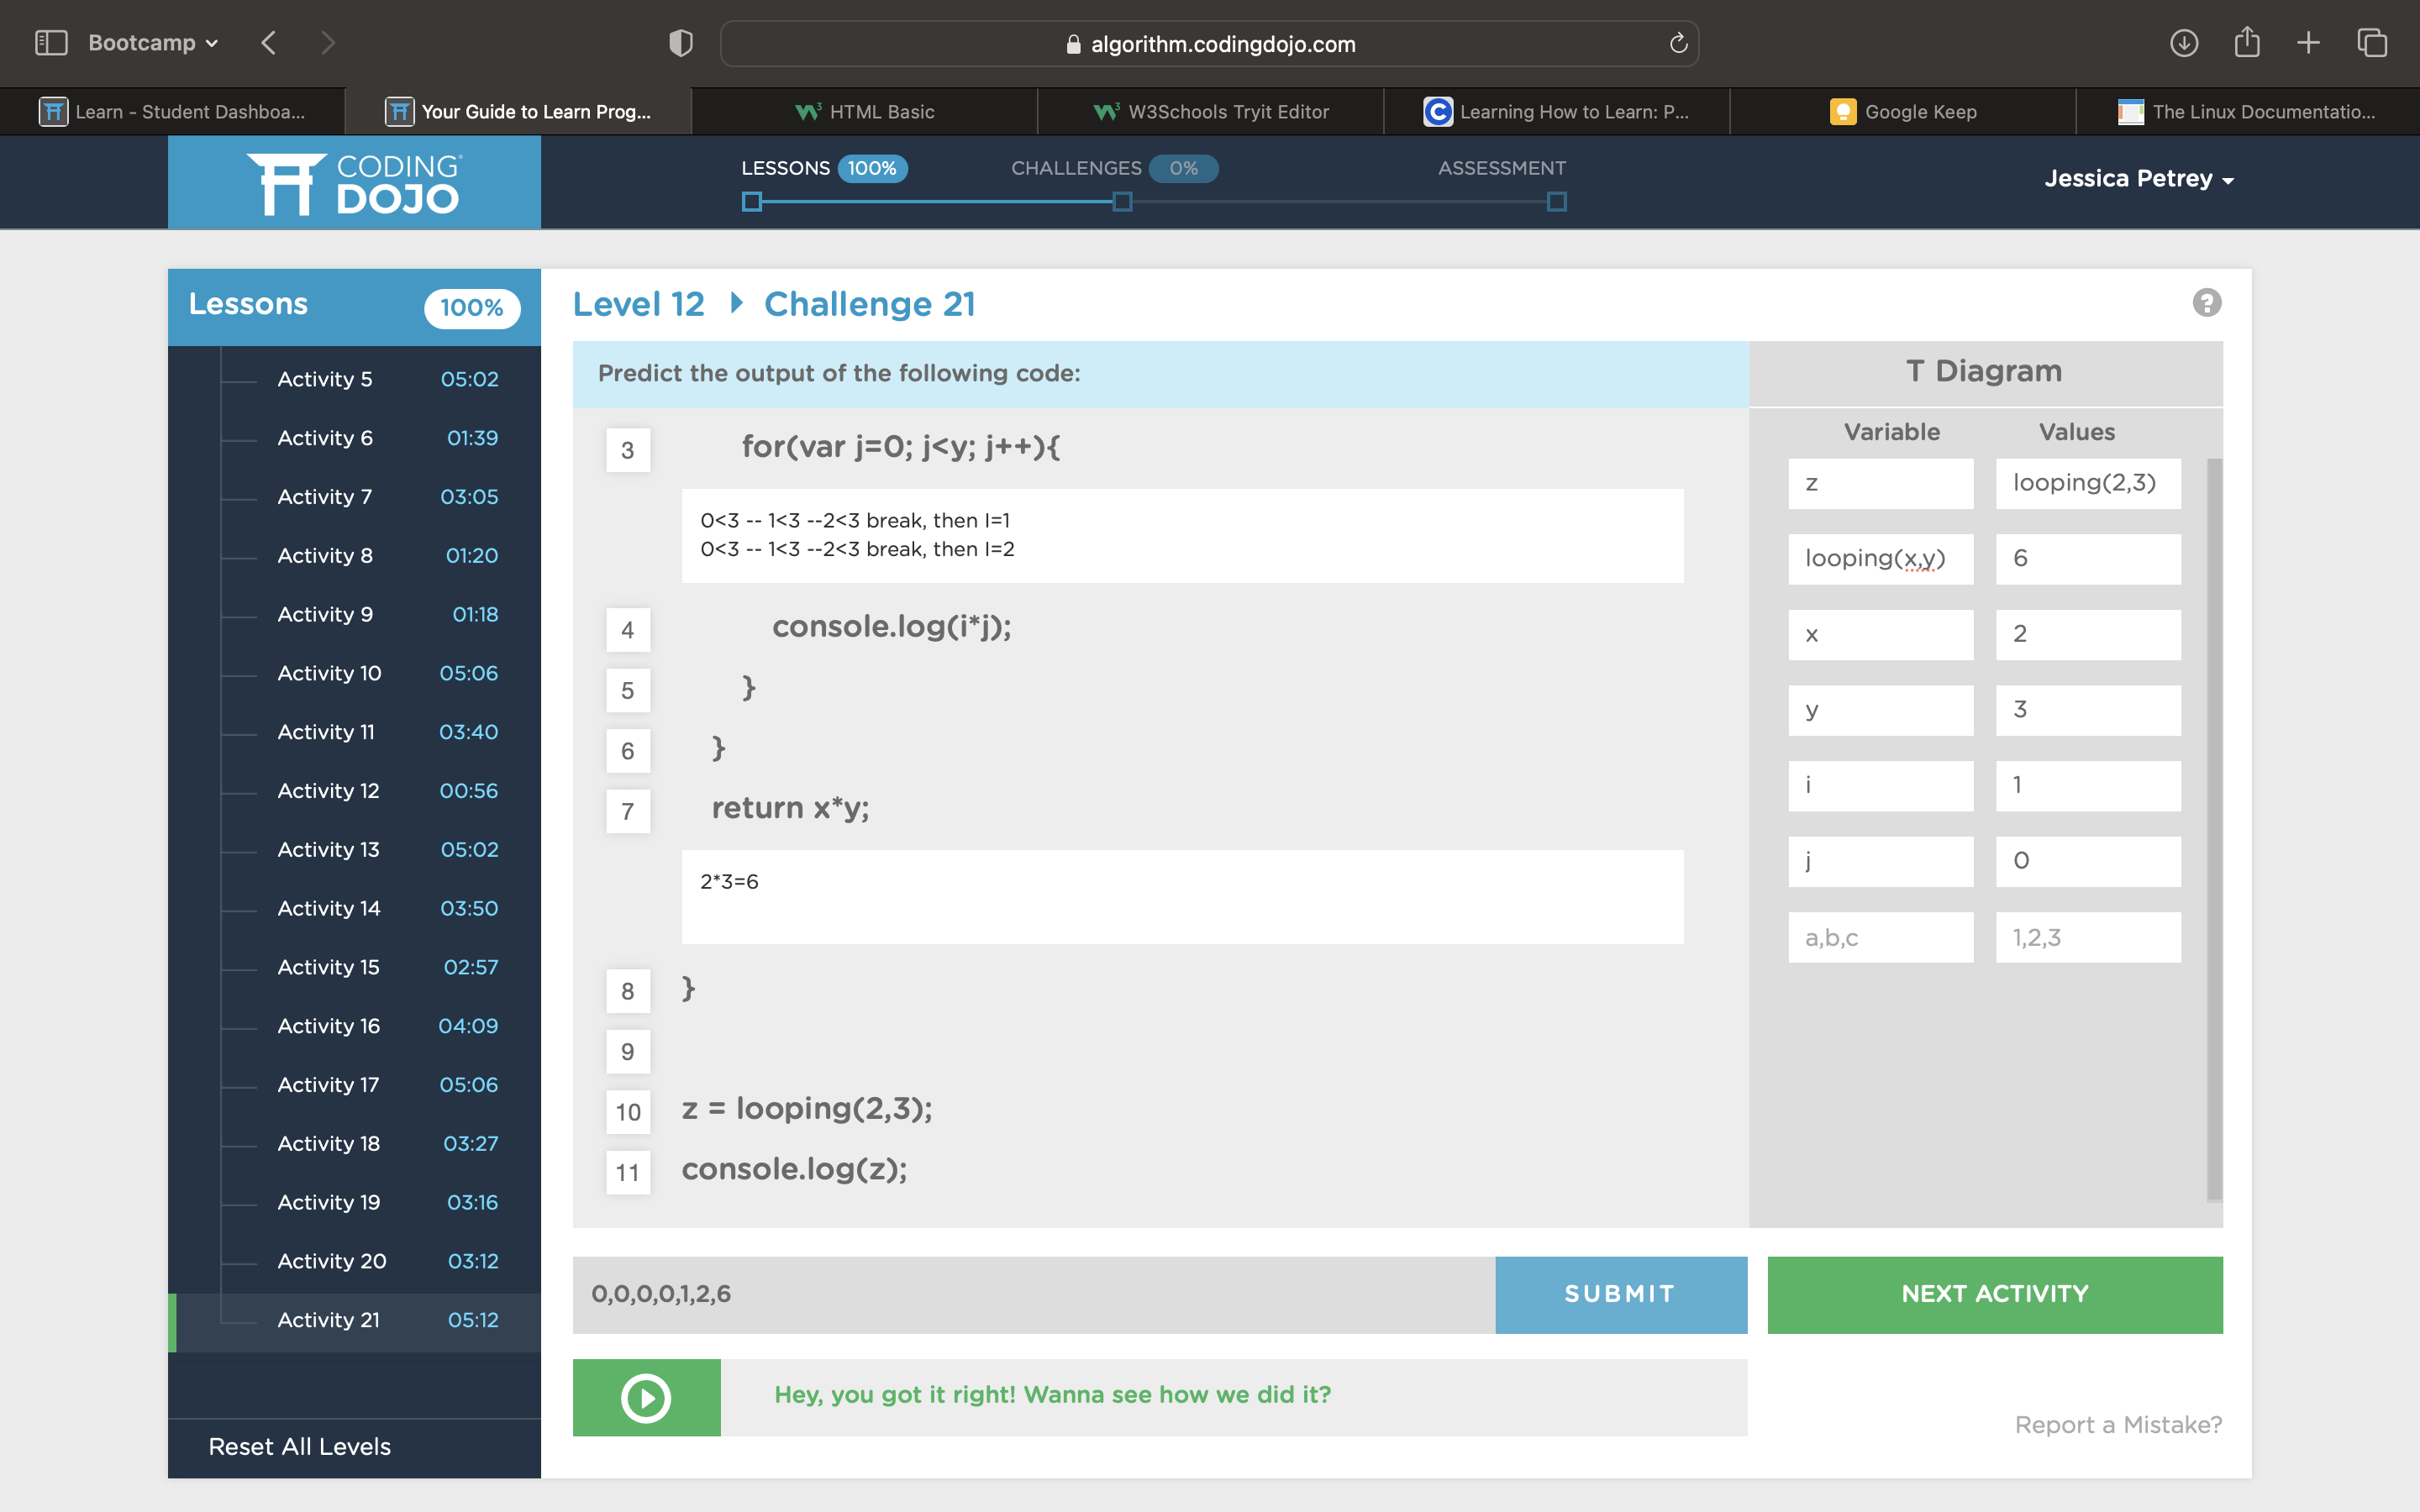 Bootcamp
algorithm.codingdojo.com
Learn - Student Dashboa...
Your Guide to Learn Prog...
HTML Basic
W3Schools Tryit Editor
Learning How to Learn: P...
Google Keep
The Linux Documentatio...
CODING
DOJO
LESSONS 100%
CHALLENGES 0%
ASSESSMENT
Jessica Petrey
Lessons 100%
Activity 5 05:02
Activity 6 01:39
Activity 7 03:05
Activity 8 01:20
Activity 9 01:18
Activity 10 05:06
Activity 11 03:40
Activity 12 00:56
Activity 13 05:02
Activity 14 03:50
Activity 15 02:57
Activity 16 04:09
Activity 17 05:06
Activity 18 03:27
Activity 19 03:16
Activity 20 03:12
Activity 21 05:12
Reset All Levels
Level 12 Challenge 21
?
Predict the output of the following code:
3 for(var j=0; j<y; j++){
0<3 -- 1<3 --2<3 break, then I=1
0<3 -- 1<3 --2<3 break, then I=2
4 console.log(i*j);
5 }
6 }
7 return x*y;
2*3=6
8 }
9
10 z = looping(2,3);
11 console.log(z);
T Diagram
Variable Values
z looping(2,3)
looping(x,y) 6
x 2
y 3
i 1
j 0
a,b,c 1,2,3
0,0,0,0,1,2,6
SUBMIT
NEXT ACTIVITY
Hey, you got it right! Wanna see how we did it?
Report a Mistake?